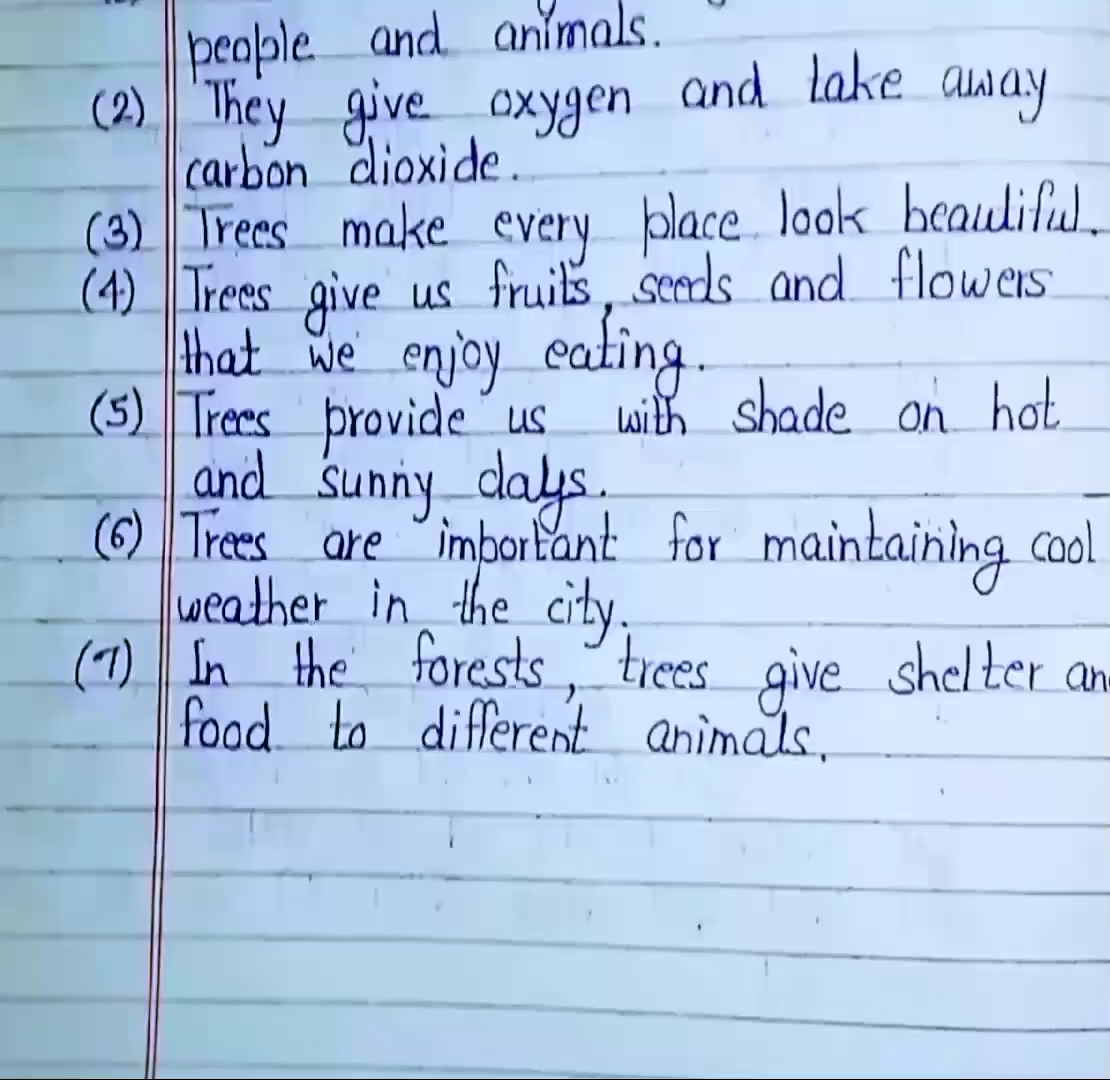 people and animals.
(2) They give oxygen and take away
carbon dioxide.
(3) Trees make every place look beautiful.
(4) Trees give us fruits, seeds and flowers
that we enjoy eating.
(5) Trees provide us with shade on hot
and sunny days.
(6) Trees are important for maintaining cool
weather in the city.
(7) In the forests, trees give shelter an
food to different animals.